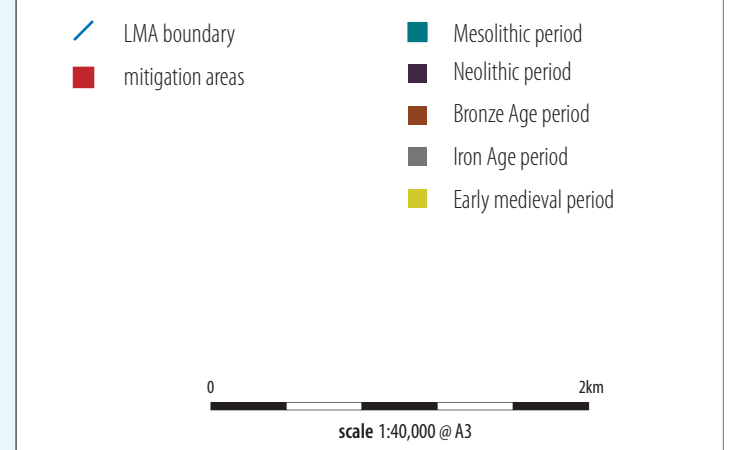 LMA boundary
mitigation areas
Mesolithic period
Neolithic period
Bronze Age period
Iron Age period
Early medieval period
0 2km
scale 1:40,000 @ A3